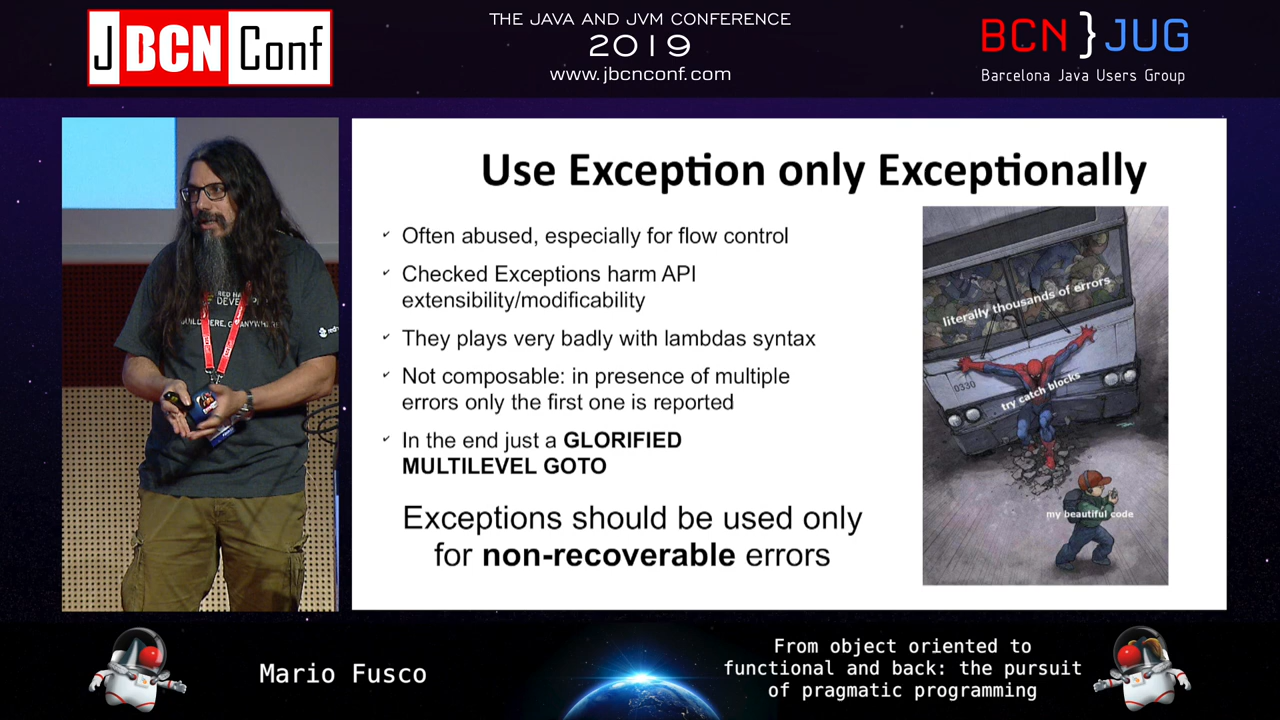 J BCN Conf
THE JAVA AND JVM CONFERENCE
2019
www.jbcnconf.com
BCN } JUG
Barcelona Java Users Group
Use Exception only Exceptionally
Often abused, especially for flow control
Checked Exceptions harm API
extensibility/modificability
They plays very badly with lambdas syntax
Not composable: in presence of multiple
errors only the first one is reported
In the end just a GLORIFIED
MULTILEVEL GOTO
Exceptions should be used only
for non-recoverable errors
literally thousands of errors
0330
try catch blocks
my beautiful code
Mario Fusco
From object oriented to
functional and back: the pursuit
of pragmatic programming